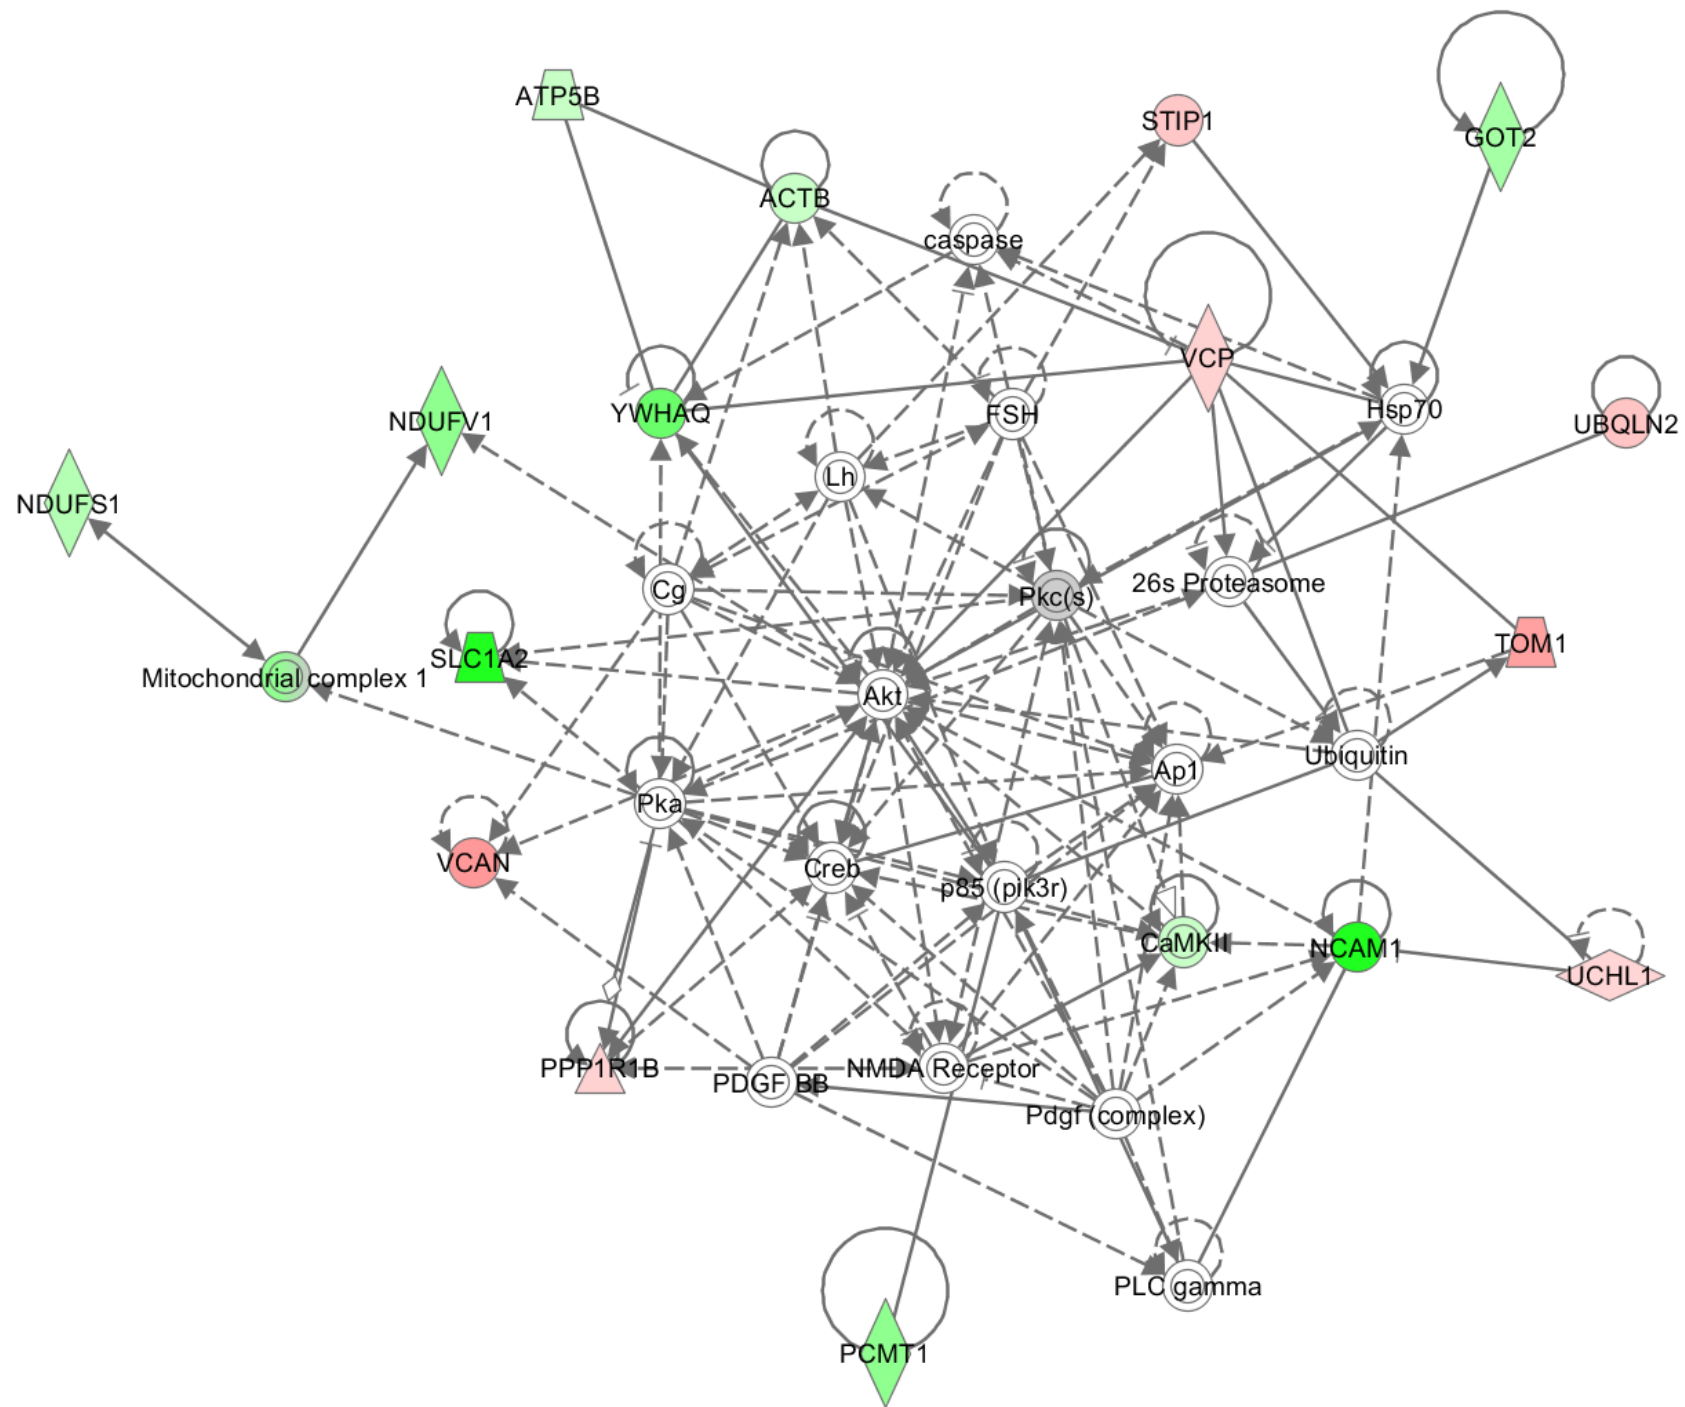 ATP5B
STIP1
GOT2
ACTB
caspase
VCP
Hsp70
UBQLN2
YWHAQ
FSH
NDUFV1
Lh
NDUFS1
Cg
Pkc(s)
26s Proteasome
TOM1
SLC1A2
Mitochondrial complex 1
Akt
Ubiquitin
Ap1
Pka
VCAN
Creb
p85 (pik3r)
CaMKII
NCAM1
UCHL1
PPP1R1B
PDGF BB
NMDA Receptor
Pdgf (complex)
PLC gamma
PCMT1